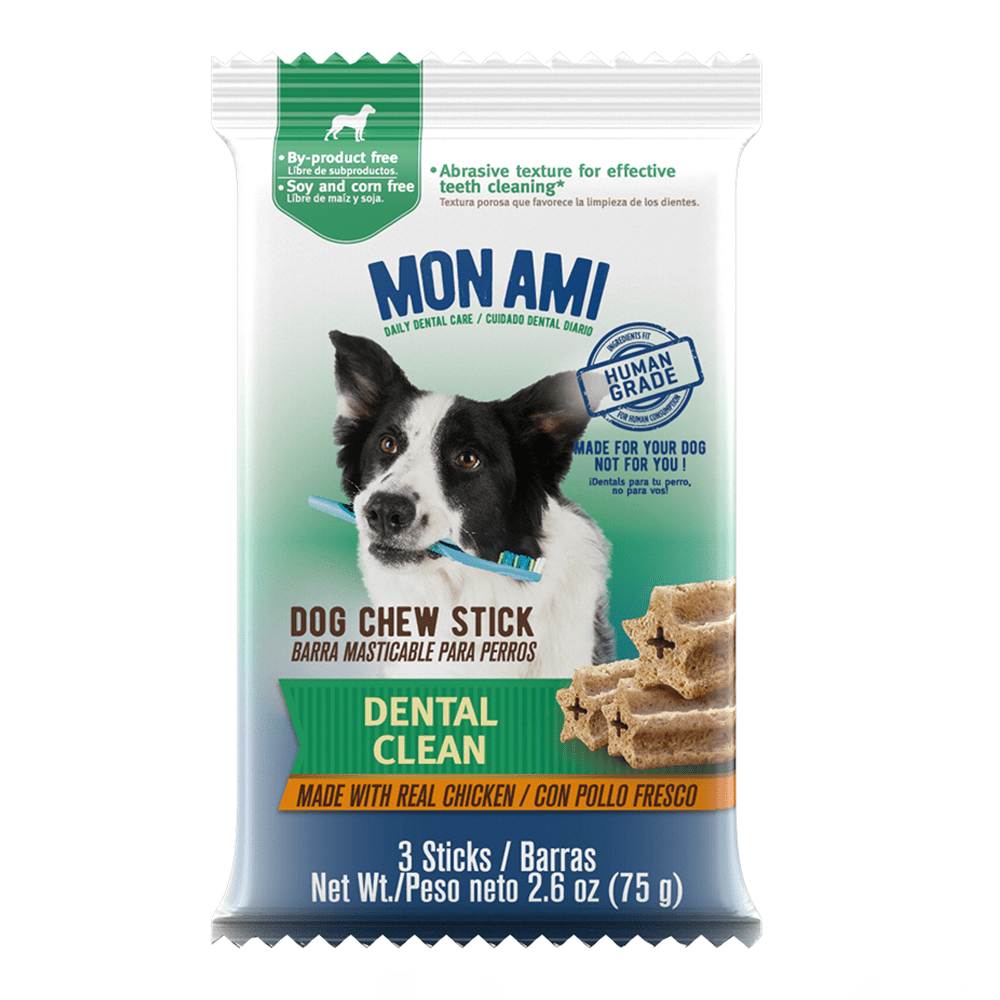 • By-product free
Libre de subproductos.
• Soy and corn free
Libre de maíz y soja.
• Abrasive texture for effective
teeth cleaning*
Textura porosa que favorece la limpieza de los dientes.
MON AMI
DAILY DENTAL CARE / CUIDADO DENTAL DIARIO
INGREDIENTS FIT
HUMAN
GRADE
FOR HUMAN CONSUMPTION
MADE FOR YOUR DOG
NOT FOR YOU !
¡Dentals para tu perro,
no para vos!
DOG CHEW STICK
BARRA MASTICABLE PARA PERROS
DENTAL
CLEAN
MADE WITH REAL CHICKEN / CON POLLO FRESCO
3 Sticks / Barras
Net Wt./Peso neto 2.6 oz (75 g)